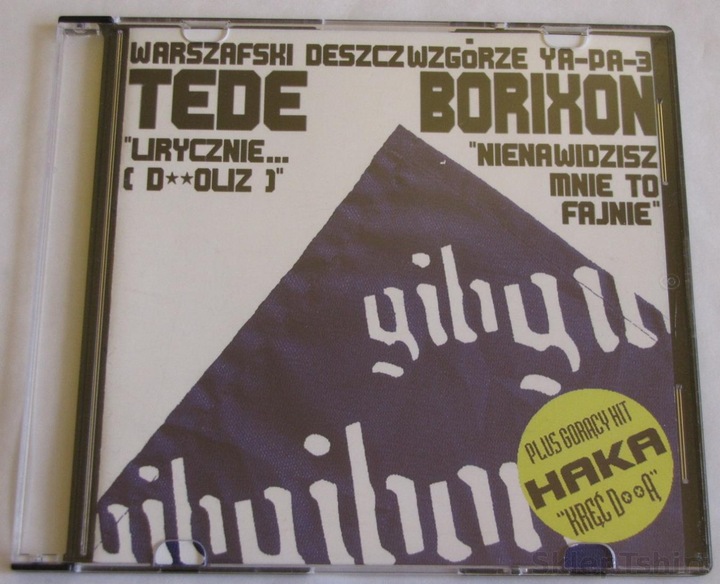 WARSZAFSKI DESZCZ
TEDE
"LIRYCZNIE...
( D**OLIZ )"
WZGÓRZE YA-PA-3
BORIXON
"NIENAWIDZISZ
MNIE TO
FAJNIE"
PLUS GORĄCY HIT
HAKA
"KRĘĆ D**Ą"